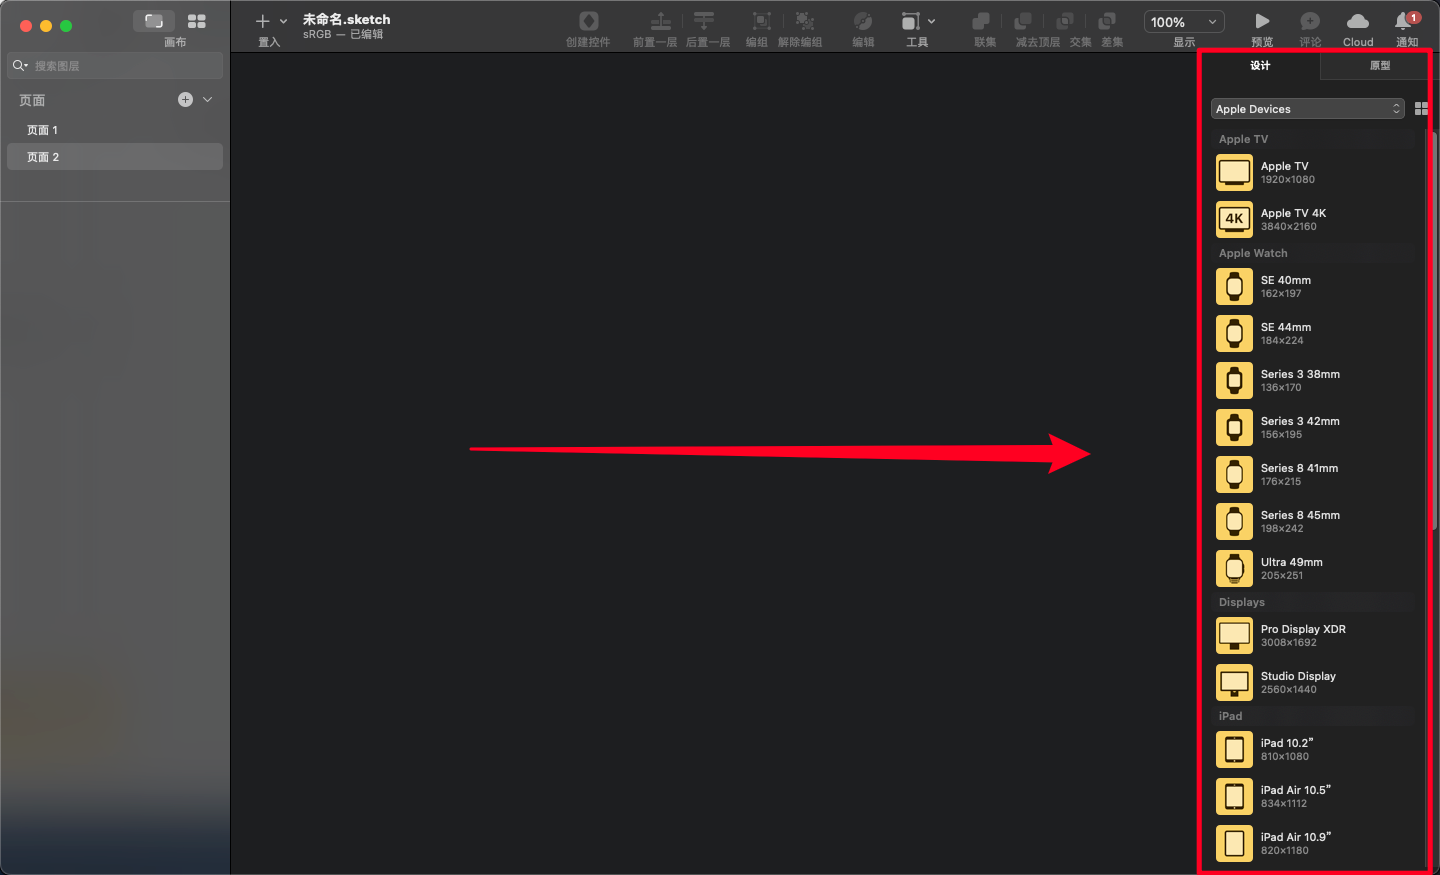 未命名.sketch
sRGB — 已编辑
画布
置入
创建控件
前置一层
后置一层
编组
解除编组
编辑
工具
联集
减去顶层
交集
差集
100%
显示
预览
评论
Cloud
1
通知
搜索图层
页面
页面 1
页面 2
设计
原型
Apple Devices
Apple TV
Apple TV
1920×1080
4K
Apple TV 4K
3840×2160
Apple Watch
SE 40mm
162×197
SE 44mm
184×224
Series 3 38mm
136×170
Series 3 42mm
156×195
Series 8 41mm
176×215
Series 8 45mm
198×242
Ultra 49mm
205×251
Displays
Pro Display XDR
3008×1692
Studio Display
2560×1440
iPad
iPad 10.2”
810×1080
iPad Air 10.5”
834×1112
iPad Air 10.9”
820×1180